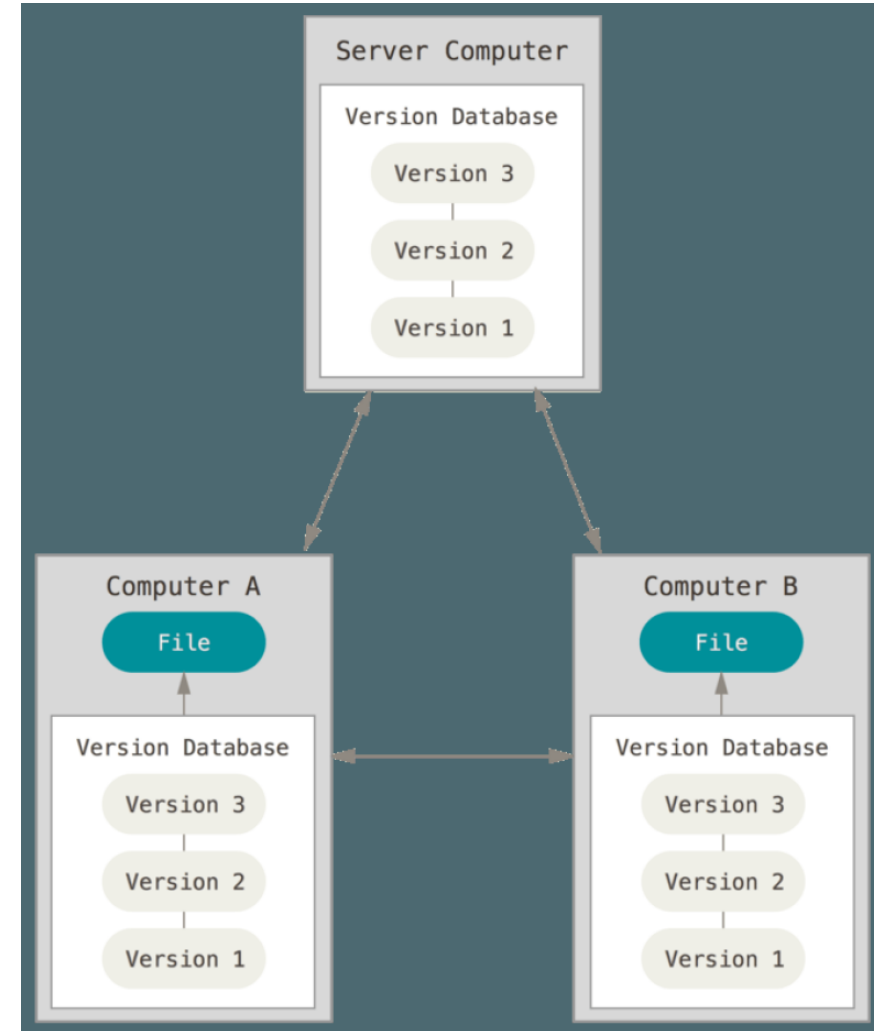 Server Computer
Version Database
Version 3
Version 2
Version 1
Computer A
File
Version Database
Version 3
Version 2
Version 1
Computer B
File
Version Database
Version 3
Version 2
Version 1